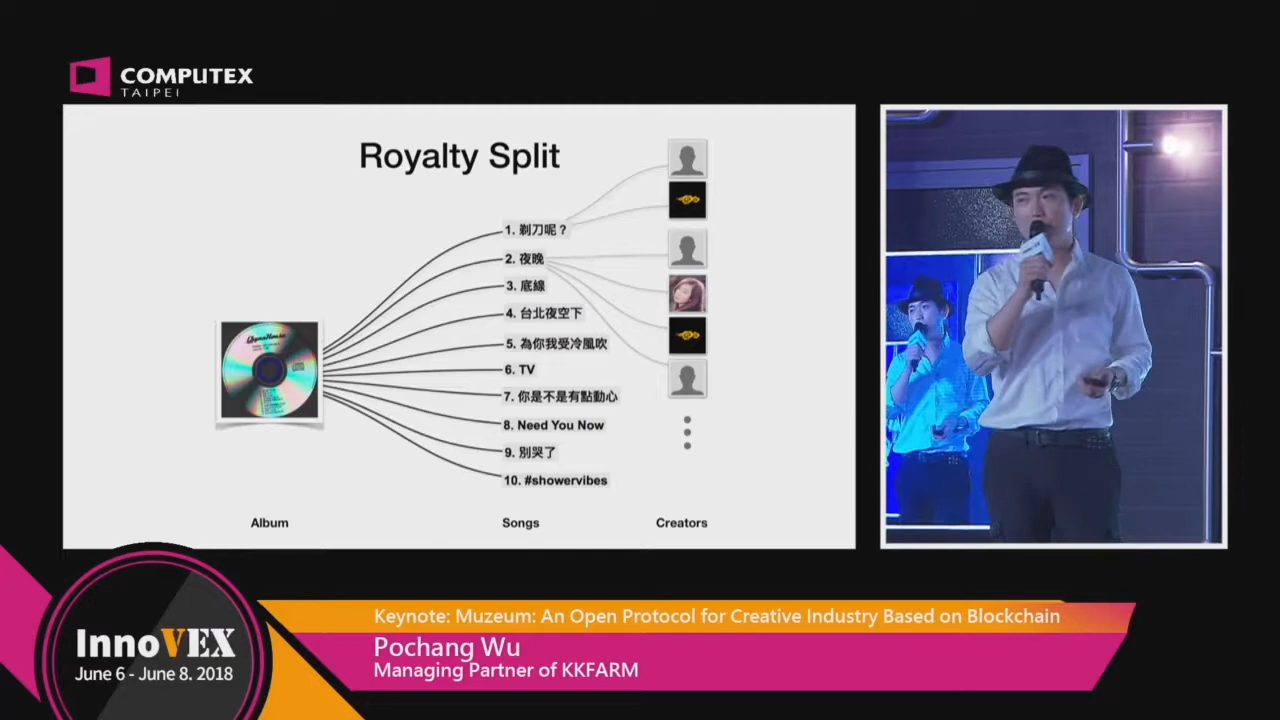 COMPUTEX
TAIPEI
Royalty Split
1. 剃刀呢？
2. 夜晚
3. 底線
4. 台北夜空下
5. 為你我受冷風吹
6. TV
7. 你是不是有點動心
8. Need You Now
9. 別哭了
10. #showervibes
Album
Songs
Creators
InnoVEX
June 6 - June 8. 2018
Keynote: Muzeum: An Open Protocol for Creative Industry Based on Blockchain
Pochang Wu
Managing Partner of KKFARM